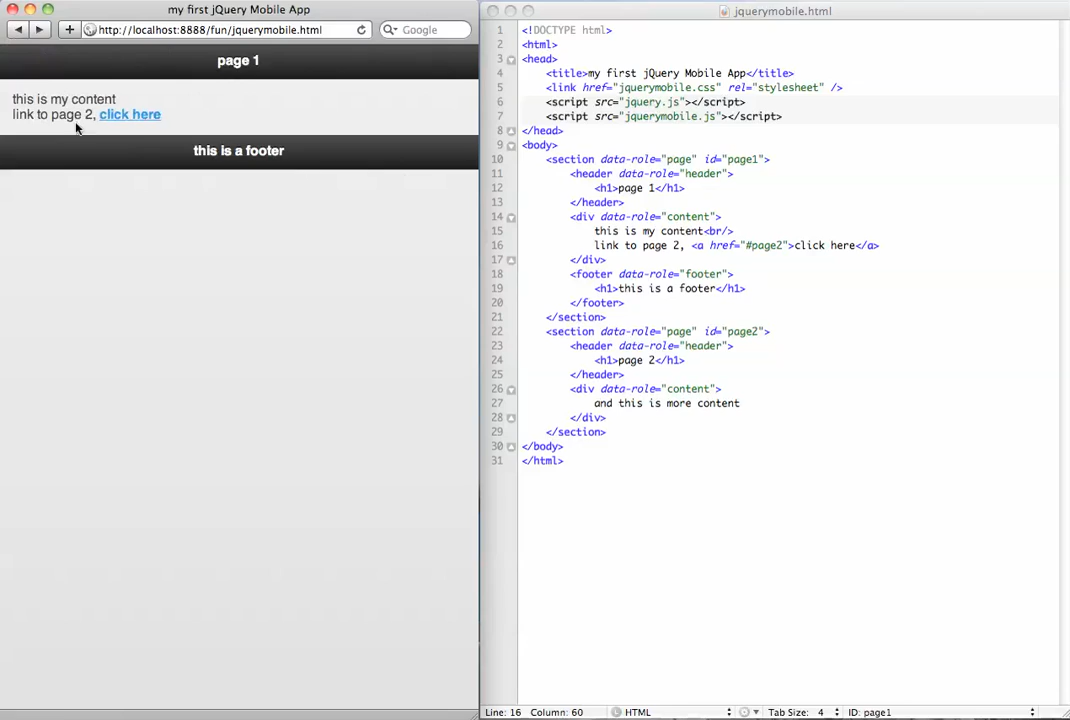 my first jQuery Mobile App
http://localhost:8888/fun/jquerymobile.html
Google
page 1
this is my content
link to page 2, click here
this is a footer
jquerymobile.html
1 <!DOCTYPE html>
2 <html>
3 <head>
4 <title>my first jQuery Mobile App</title>
5 <link href="jquerymobile.css" rel="stylesheet" />
6 <script src="jquery.js"></script>
7 <script src="jquerymobile.js"></script>
8 </head>
9 <body>
10 <section data-role="page" id="page1">
11 <header data-role="header">
12 <h1>page 1</h1>
13 </header>
14 <div data-role="content">
15 this is my content<br/>
16 link to page 2, <a href="#page2">click here</a>
17 </div>
18 <footer data-role="footer">
19 <h1>this is a footer</h1>
20 </footer>
21 </section>
22 <section data-role="page" id="page2">
23 <header data-role="header">
24 <h1>page 2</h1>
25 </header>
26 <div data-role="content">
27 and this is more content
28 </div>
29 </section>
30 </body>
31 </html>
Line: 16 Column: 60 HTML Tab Size: 4 ID: page1